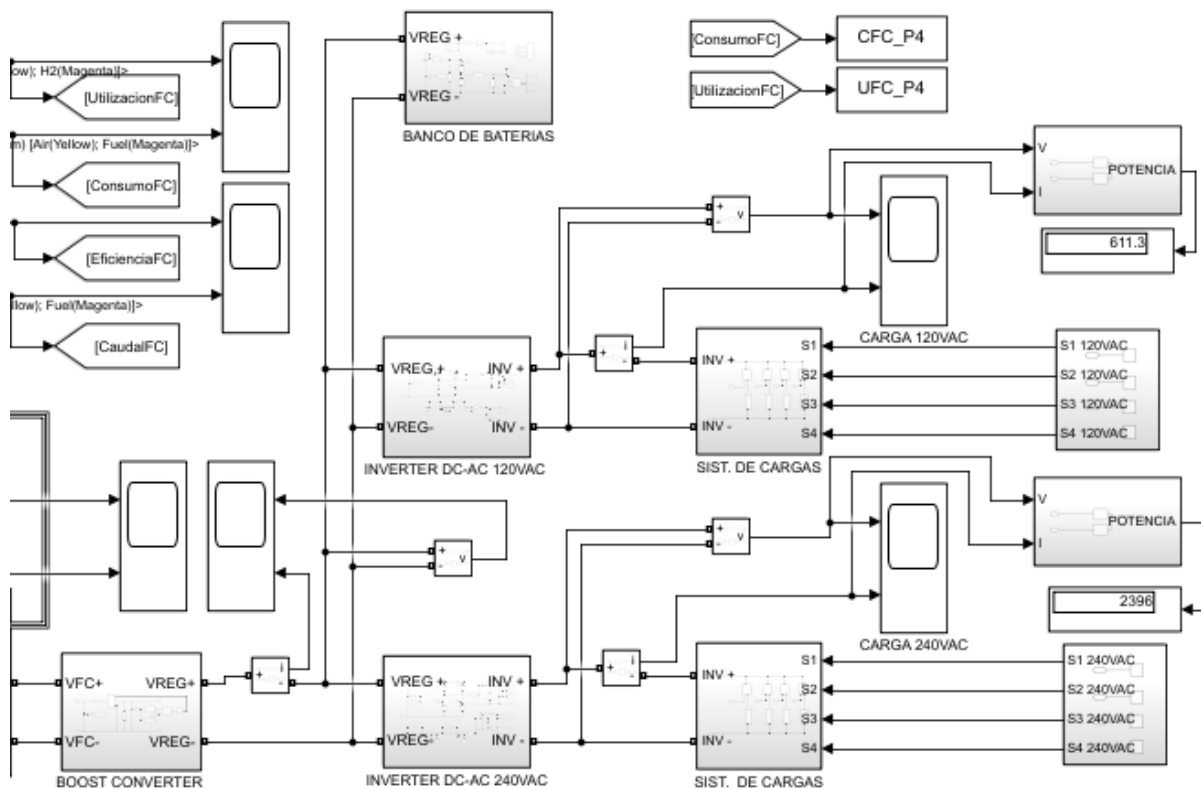 ow); H2(Magenta)]>
[UtilizacionFC]
m) [Air(Yellow); Fuel(Magenta)]>
[ConsumoFC]
[EficienciaFC]
llow); Fuel(Magenta)]>
[CaudalFC]
VREG +
VREG -
BANCO DE BATERIAS
[ConsumoFC]
CFC_P4
[UtilizacionFC]
UFC_P4
V
I
POTENCIA
611.3
+
-
v
CARGA 120VAC
i
+
-
VREG,+
INV +
VREG-
INV -
INVERTER DC-AC 120VAC
INV +
INV -
S1
S2
S3
S4
SIST. DE CARGAS
S1 120VAC
S2 120VAC
S3 120VAC
S4 120VAC
+
-
v
+
-
v
V
I
POTENCIA
2396
CARGA 240VAC
i
+
-
VFC+
VREG+
VFC-
VREG-
BOOST CONVERTER
i
+
-
VREG +
INV +
VREG-
INV -
INVERTER DC-AC 240VAC
INV +
INV -
S1
S2
S3
S4
SIST. DE CARGAS
S1 240VAC
S2 240VAC
S3 240VAC
S4 240VAC